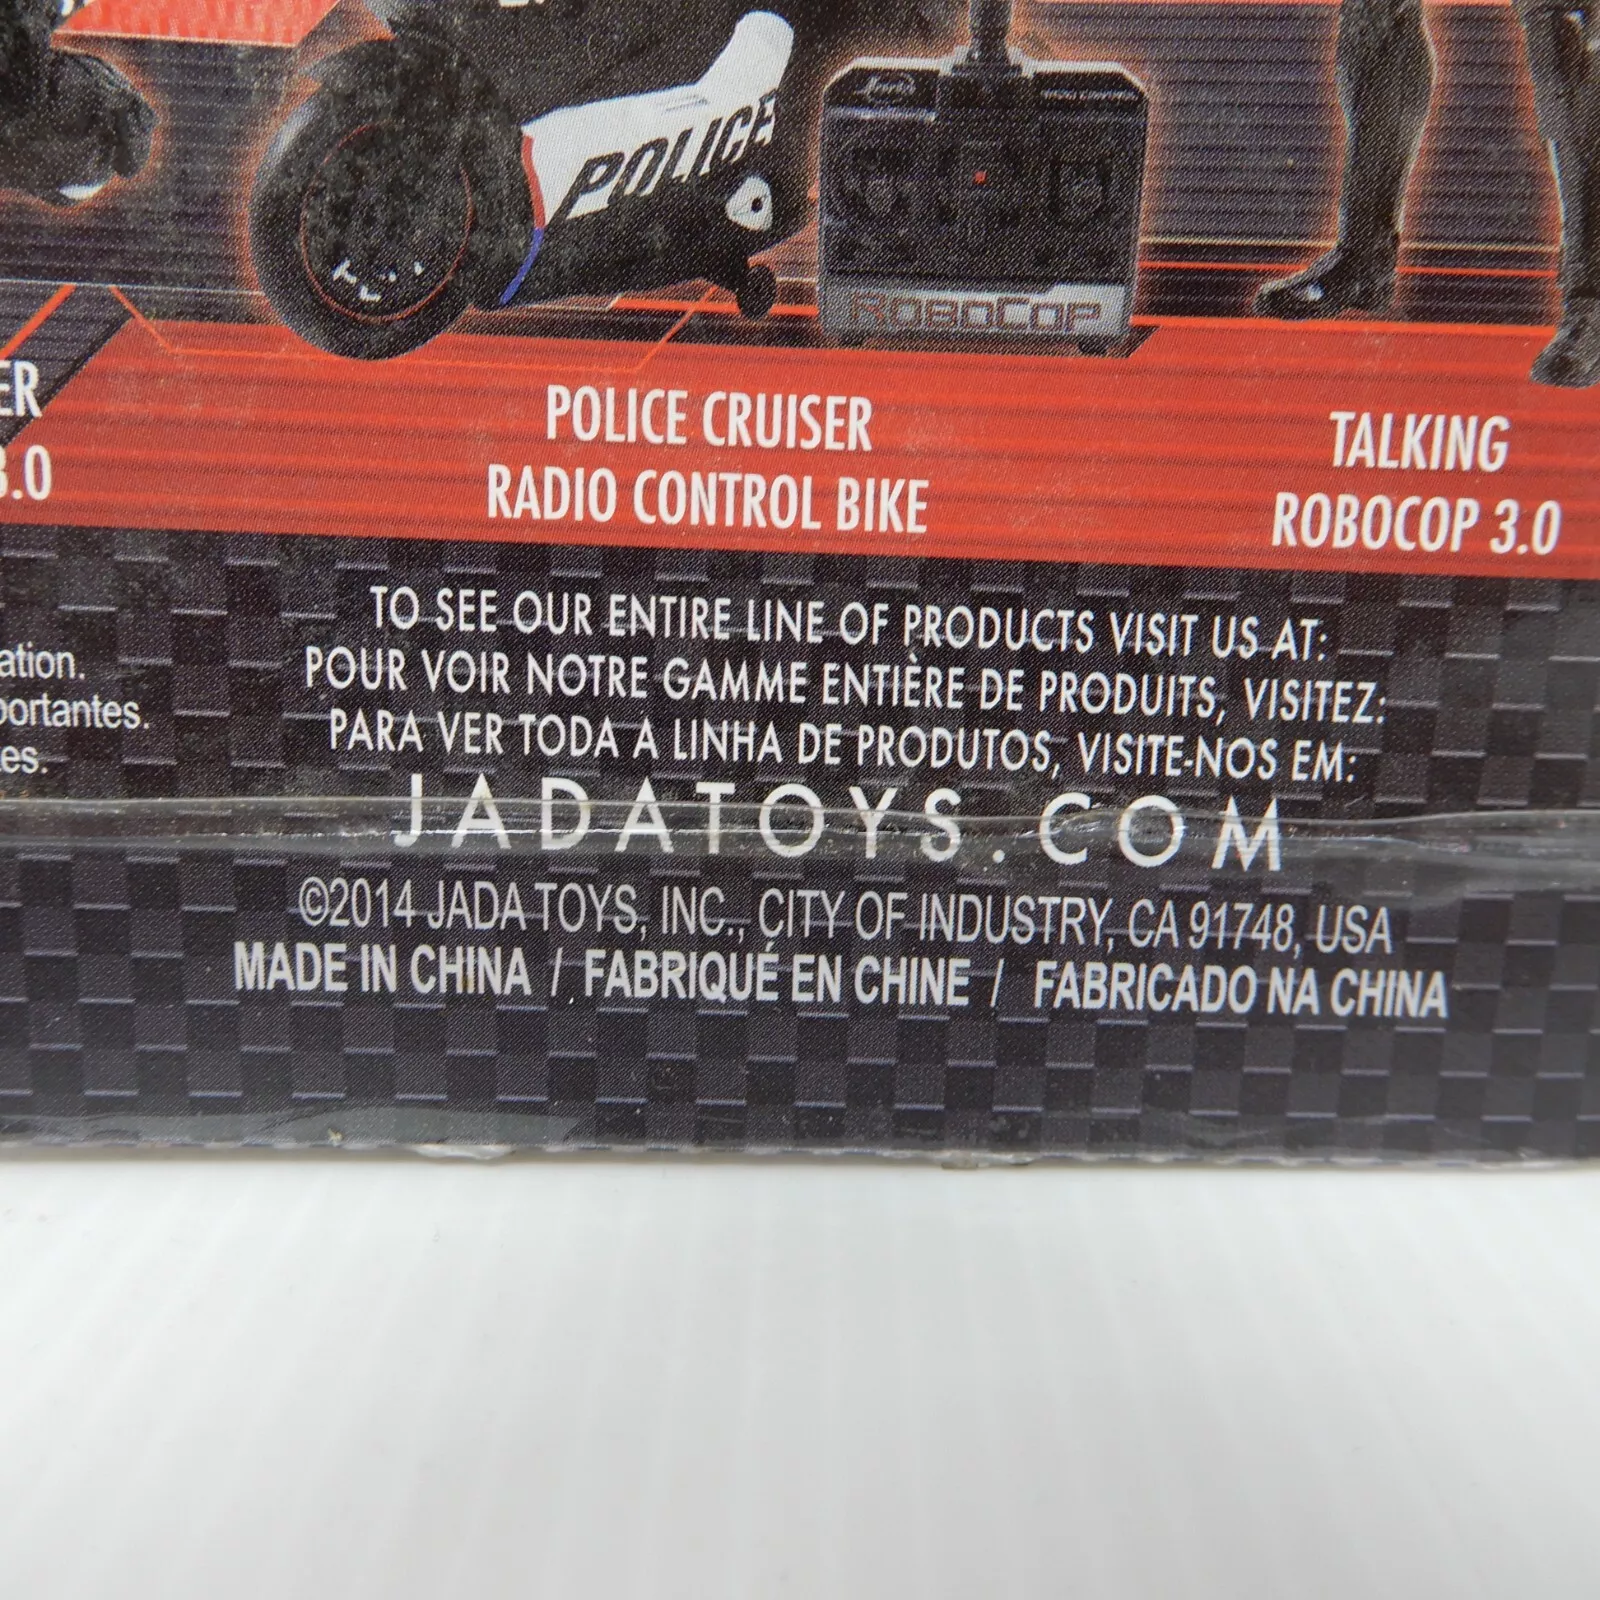 POLICE
ROBOCOP
ER
3.0
POLICE CRUISER
RADIO CONTROL BIKE
TALKING
ROBOCOP 3.0
ation.
portantes.
es.
TO SEE OUR ENTIRE LINE OF PRODUCTS VISIT US AT:
POUR VOIR NOTRE GAMME ENTIÈRE DE PRODUITS, VISITEZ:
PARA VER TODA A LINHA DE PRODUTOS, VISITE-NOS EM:
JADATOYS.COM
©2014 JADA TOYS, INC., CITY OF INDUSTRY, CA 91748, USA
MADE IN CHINA / FABRIQUÉ EN CHINE / FABRICADO NA CHINA